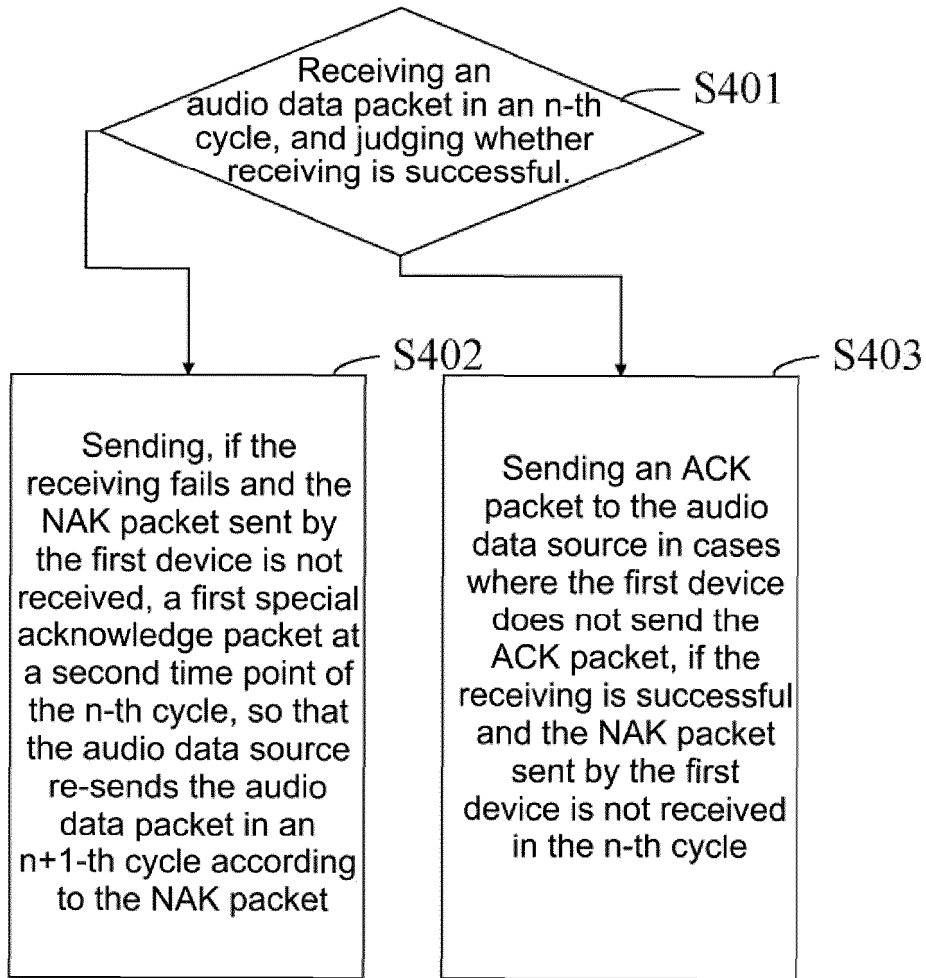 Receiving an
audio data packet in an n-th
cycle, and judging whether
receiving is successful.
S401
S402
Sending, if the
receiving fails and the
NAK packet sent by
the first device is not
received, a first special
acknowledge packet at
a second time point of
the n-th cycle, so that
the audio data source
re-sends the audio
data packet in an
n+1-th cycle according
to the NAK packet
S403
Sending an ACK
packet to the audio
data source in cases
where the first device
does not send the
ACK packet, if the
receiving is successful
and the NAK packet
sent by the first
device is not received
in the n-th cycle